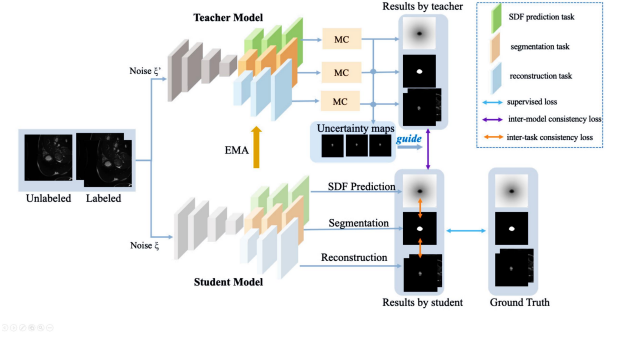 Teacher Model
Results by teacher
SDF prediction task
segmentation task
reconstruction task
supervised loss
inter-model consistency loss
inter-task consistency loss
MC
MC
MC
Noise ξ'
Uncertainty maps
guide
EMA
Unlabeled
Labeled
SDF Prediction
Segmentation
Reconstruction
Noise ξ
Student Model
Results by student
Ground Truth